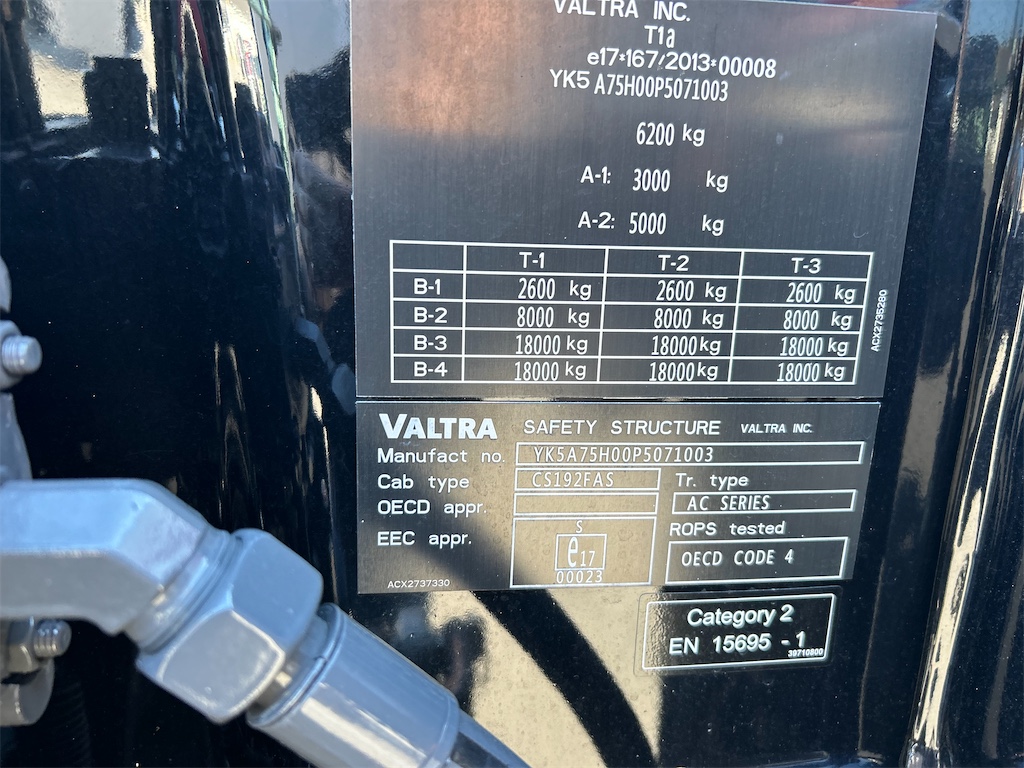 VALTRA INC.
T1a
e17*167/2013*00008
YK5 A75H00P5071003
6200 kg
A-1: 3000 kg
A-2: 5000 kg
T-1 T-2 T-3
B-1 2600 kg 2600 kg 2600 kg
B-2 8000 kg 8000 kg 8000 kg
B-3 18000 kg 18000 kg 18000 kg
B-4 18000 kg 18000 kg 18000 kg
ACX2735280
VALTRA SAFETY STRUCTURE VALTRA INC.
Manufact no. YK5A75H00P5071003
Cab type CS192FAS Tr. type
OECD appr. AC SERIES
EEC appr. S ROPS tested
e17 OECD CODE 4
00023
ACX2737330
Category 2
EN 15695 - 1
39710800